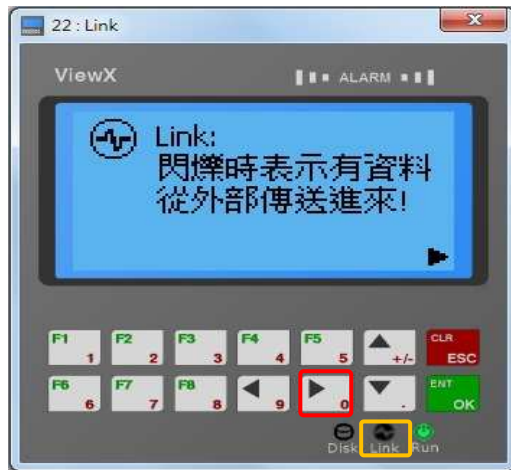 22 : Link
ViewX
ALARM
Link:
閃爍時表示有資料
從外部傳送進來!
F1 1 F2 2 F3 3 F4 4 F5 5 +/- CLR ESC
F6 6 F7 7 F8 8 9 0 . ENT OK
Disk Link Run